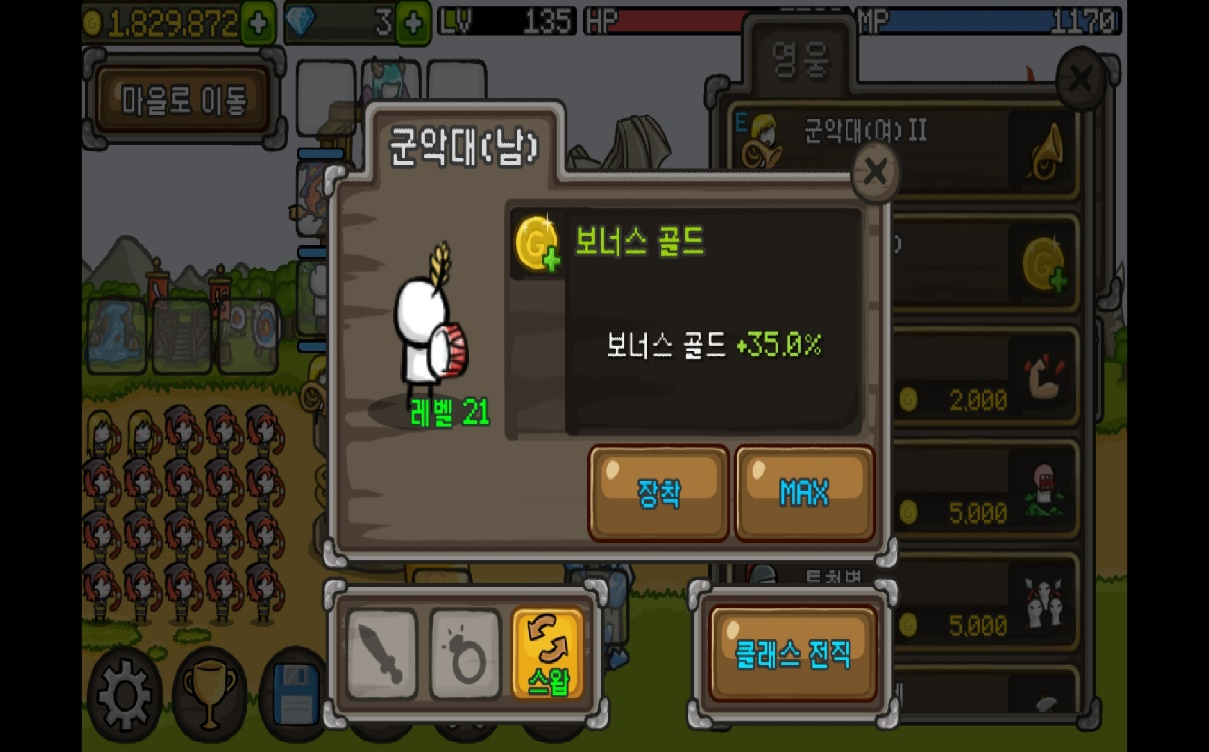 1.829.872
3
LV 135
HP
MP 1170
마을로 이동
영웅
E
군악대(여) II
군악대(남)
보너스 골드
보너스 골드 +35.0%
레벨 21
2,000
장착
MAX
5,000
5,000
스왑
클래스 전직